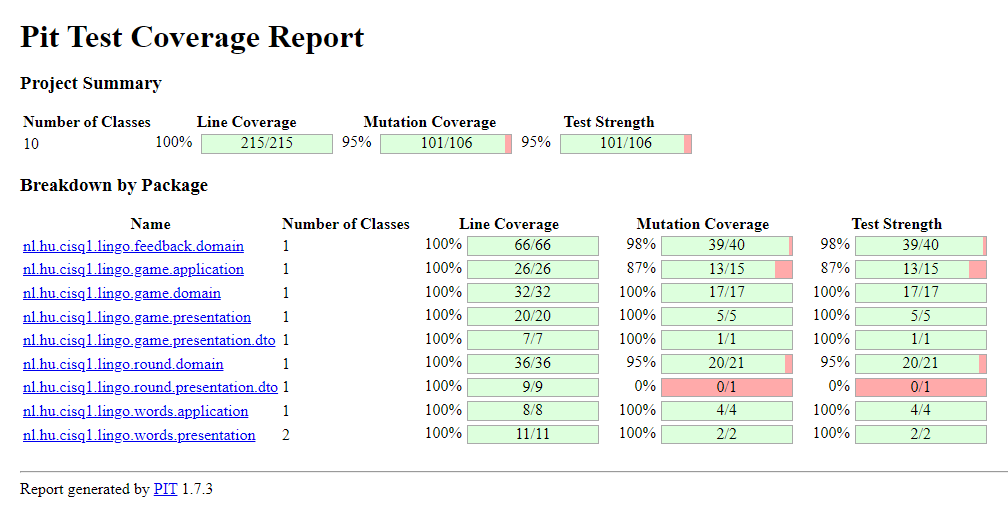 Pit Test Coverage Report
Project Summary
Number of Classes Line Coverage Mutation Coverage Test Strength
10 100% 215/215 95% 101/106 95% 101/106
Breakdown by Package
Name Number of Classes Line Coverage Mutation Coverage Test Strength
nl.hu.cisq1.lingo.feedback.domain 1 100% 66/66 98% 39/40 98% 39/40
nl.hu.cisq1.lingo.game.application 1 100% 26/26 87% 13/15 87% 13/15
nl.hu.cisq1.lingo.game.domain 1 100% 32/32 100% 17/17 100% 17/17
nl.hu.cisq1.lingo.game.presentation 1 100% 20/20 100% 5/5 100% 5/5
nl.hu.cisq1.lingo.game.presentation.dto 1 100% 7/7 100% 1/1 100% 1/1
nl.hu.cisq1.lingo.round.domain 1 100% 36/36 95% 20/21 95% 20/21
nl.hu.cisq1.lingo.round.presentation.dto 1 100% 9/9 0% 0/1 0% 0/1
nl.hu.cisq1.lingo.words.application 1 100% 8/8 100% 4/4 100% 4/4
nl.hu.cisq1.lingo.words.presentation 2 100% 11/11 100% 2/2 100% 2/2
Report generated by PIT 1.7.3